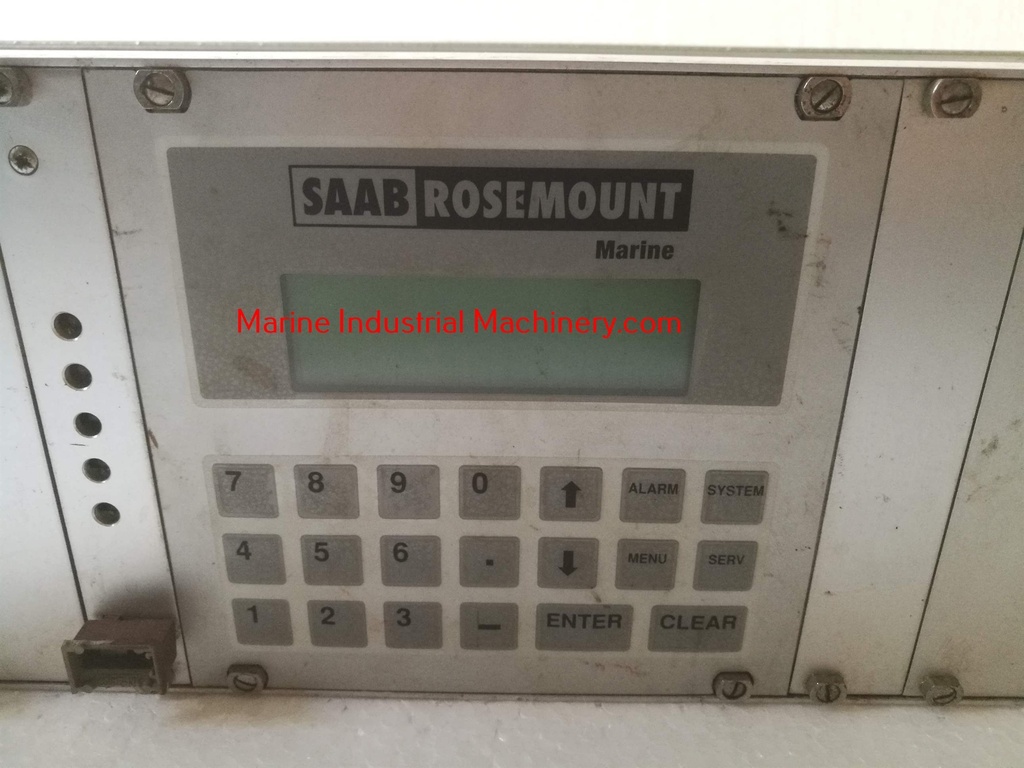 SAAB ROSEMOUNT
Marine
Marine Industrial Machinery.com
7 8 9 0 ALARM SYSTEM
4 5 6 . MENU SERV
1 2 3 - ENTER CLEAR